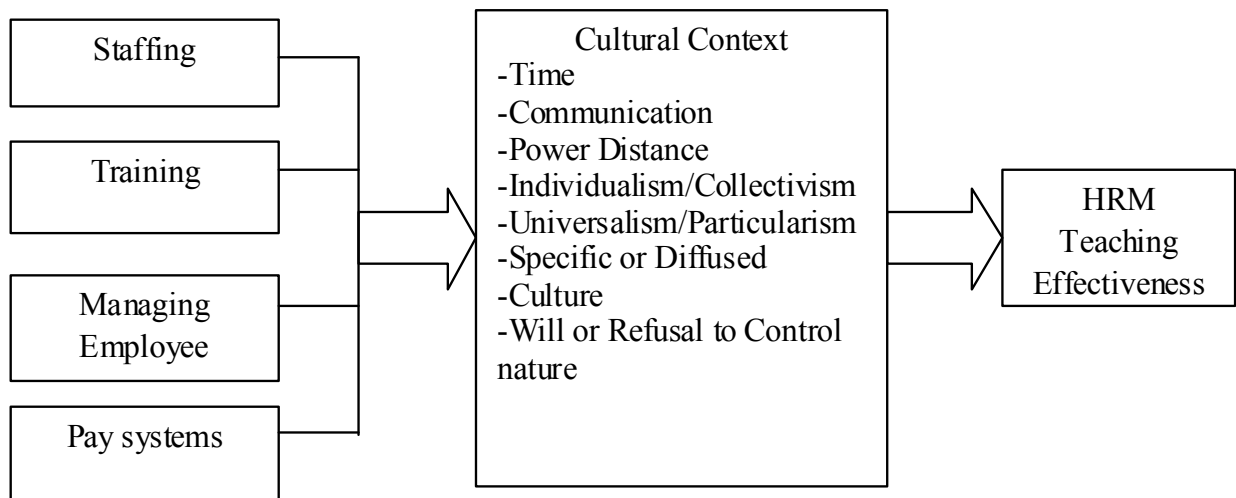 Staffing
Training
Managing
Employee
Pay systems
Cultural Context
-Time
-Communication
-Power Distance
-Individualism/Collectivism
-Universalism/Particularism
-Specific or Diffused
-Culture
-Will or Refusal to Control
nature
HRM
Teaching
Effectiveness